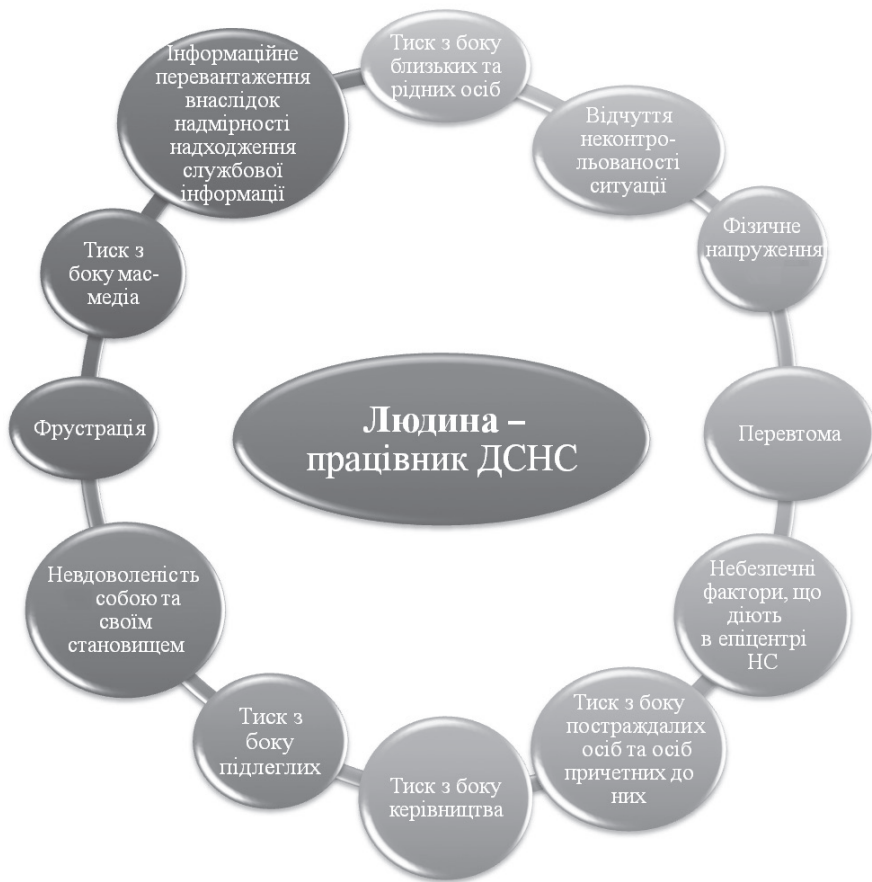 Тиск з боку
близьких та
рідних осіб
Відчуття
неконтро-
льованості
ситуації
Фізичне
напруження
Перевтома
Небезпечні
фактори, що
діють
в епіцентрі
НС
Тиск з боку
постраждалих
осіб та осіб
причетних до
них
Тиск з боку
керівництва
Тиск з
боку
підлеглих
Невдоволеність
собою та
своїм
становищем
Фрустрація
Тиск з
боку мас-
медіа
Інформаційне
перевантаження
внаслідок
надмірності
надходження
службової
інформації
Людина –
працівник ДСНС